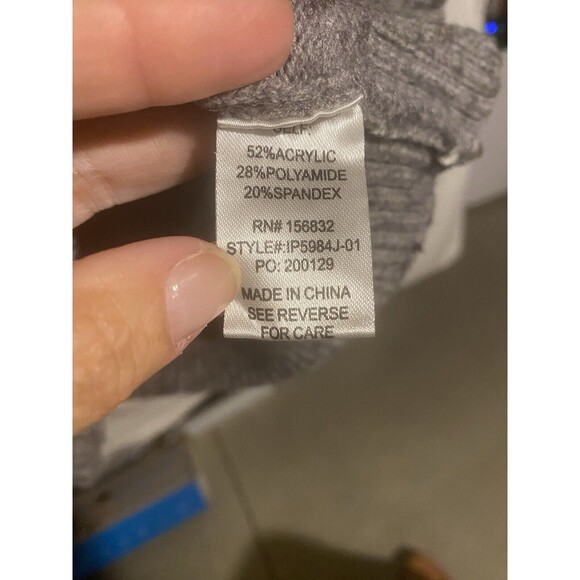 SELF:
52%ACRYLIC
28%POLYAMIDE
20%SPANDEX
RN# 156832
STYLE#:IP5984J-01
PO: 200129
MADE IN CHINA
SEE REVERSE
FOR CARE